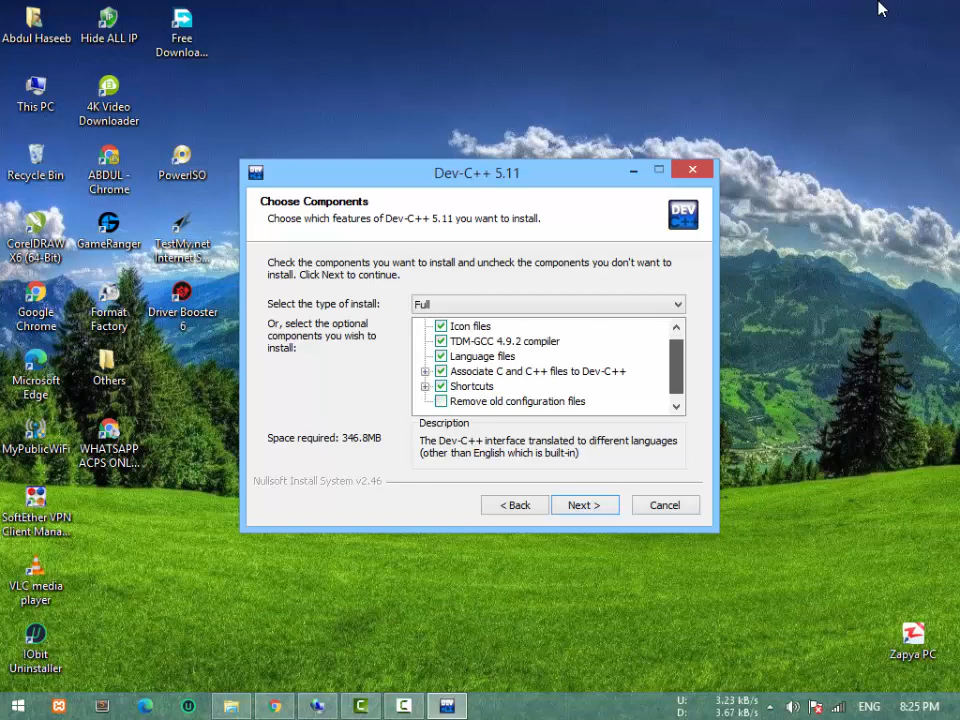 Abdul Haseeb
Hide ALL IP
Free
Downloa...
This PC
4K Video
Downloader
Recycle Bin
ABDUL -
Chrome
PowerISO
CorelDRAW
X6 (64-Bit)
GameRanger
TestMy.net
Internet S...
Google
Chrome
Format
Factory
Driver Booster
6
Microsoft
Edge
Others
MyPublicWiFi
WHATSAPP
ACPS ONL...
SoftEther VPN
Client Mana...
VLC media
player
IObit
Uninstaller
Zapya PC
Dev-C++ 5.11
Choose Components
Choose which features of Dev-C++ 5.11 you want to install.
DEV
C++
Check the components you want to install and uncheck the components you don't want to
install. Click Next to continue.
Select the type of install:
Full
Or, select the optional
components you wish to
install:
Icon files
TDM-GCC 4.9.2 compiler
Language files
Associate C and C++ files to Dev-C++
Shortcuts
Remove old configuration files
Space required: 346.8MB
Description
The Dev-C++ interface translated to different languages
(other than English which is built-in)
Nullsoft Install System v2.46
< Back
Next >
Cancel
U: 3.23 kB/s
D: 3.67 kB/s
ENG
8:25 PM